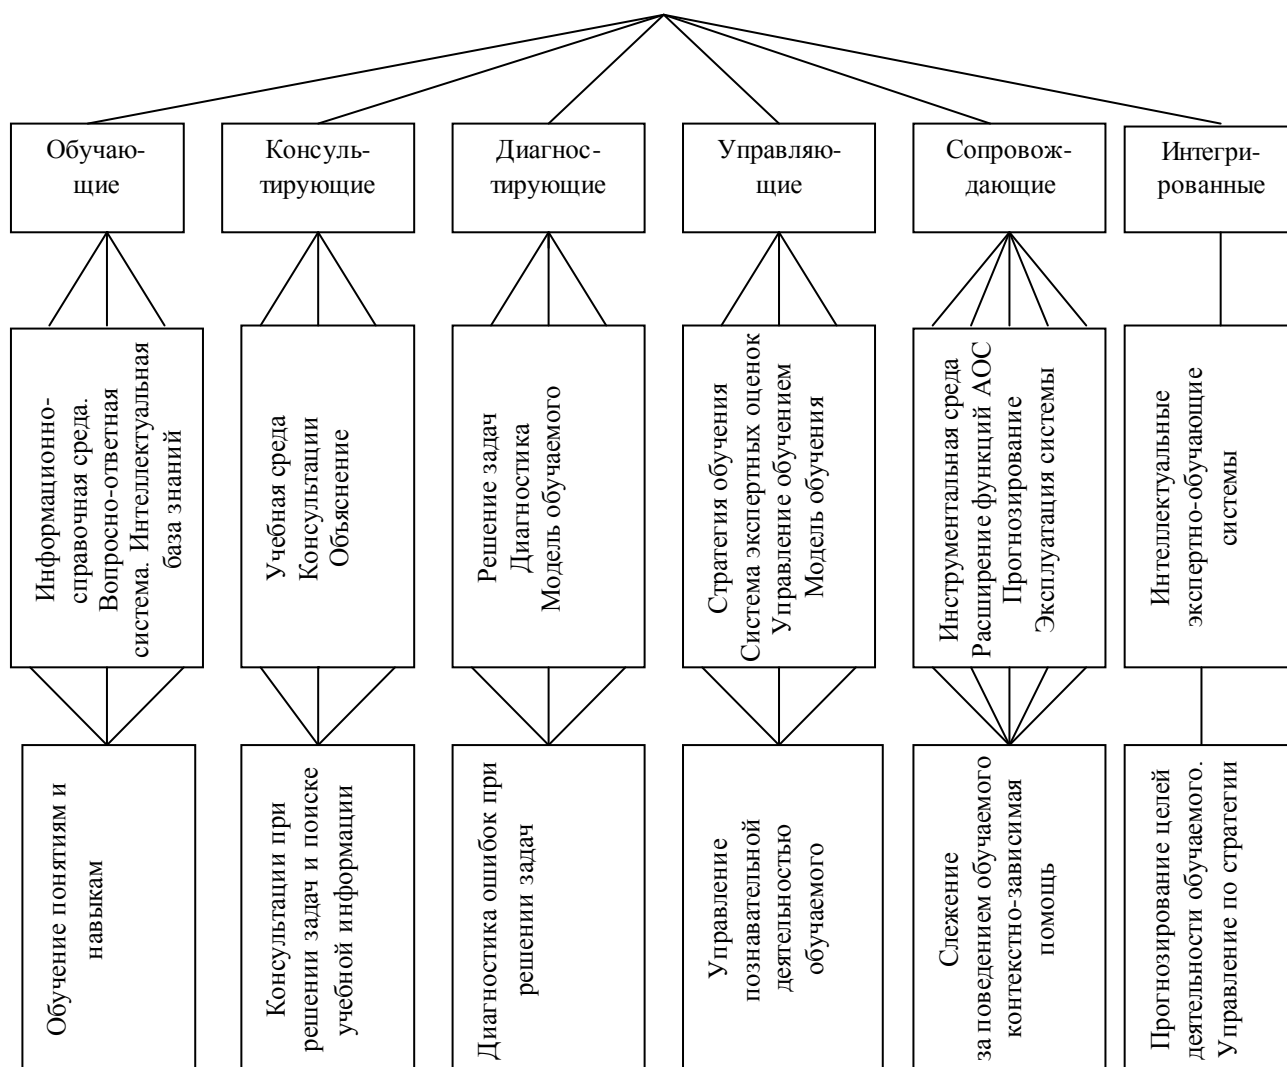 Обучаю-
щие
Консуль-
тирующие
Диагнос-
тирующие
Управляю-
щие
Сопровож-
дающие
Интегри-
рованные
Информационно-
справочная среда.
Вопросно-ответная
система. Интеллектуальная
база знаний
Учебная среда
Консультации
Объяснение
Решение задач
Диагностика
Модель обучаемого
Стратегия обучения
Система экспертных оценок
Управление обучением
Модель обучения
Инструментальная среда
Расширение функций АОС
Прогнозирование
Эксплуатация системы
Интеллектуальные
экспертно-обучающие
системы
Обучение понятиям и
навыкам
Консультации при
решении задач и поиске
учебной информации
Диагностика ошибок при
решении задач
Управление
познавательной
деятельностью
обучаемого
Слежение
за поведением обучаемого
контекстно-зависимая
помощь
Прогнозирование целей
деятельности обучаемого.
Управление по стратегии